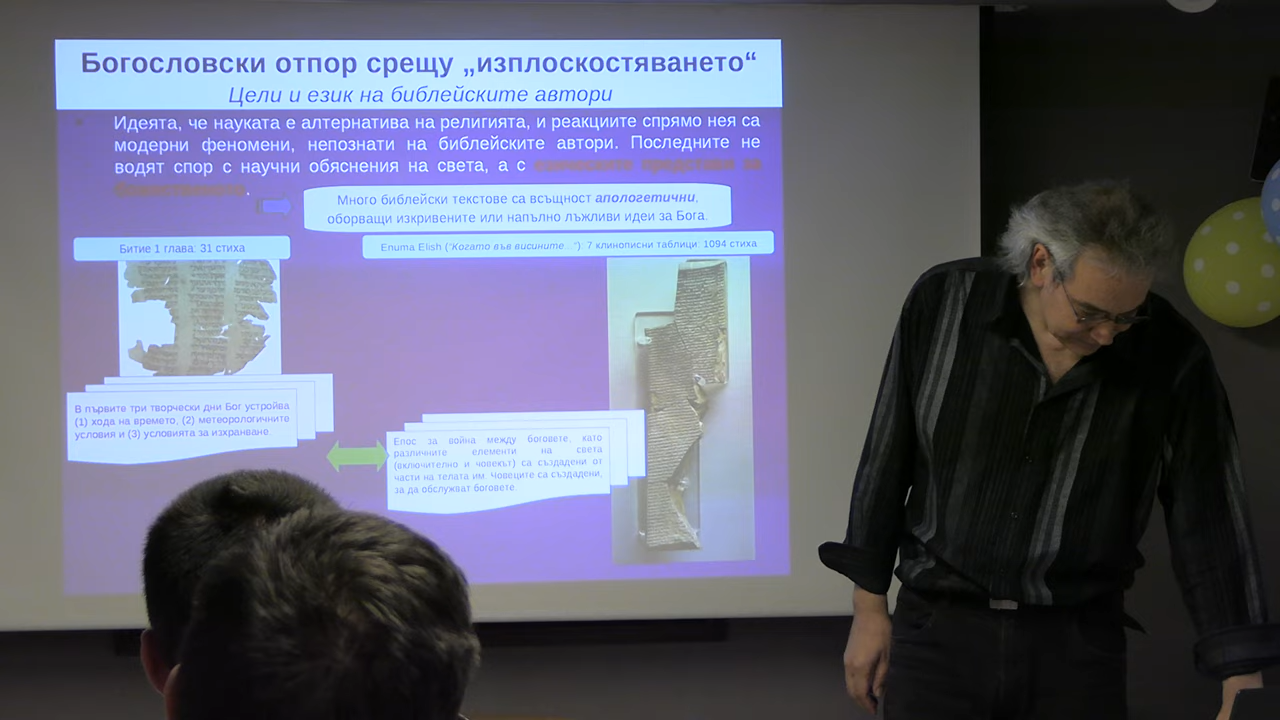 Богословски отпор срещу „изплоскостяването“
Цели и език на библейските автори
Идеята, че науката е алтернатива на религията, и реакциите спрямо нея са
модерни феномени, непознати на библейските автори. Последните не
водят спор с научни обяснения на света, а с
Много библейски текстове са всъщност апологетични,
оборващи изкривените или напълно лъжливи идеи за Бога.
Битие 1 глава: 31 стиха
Enuma Elish ("Когато във висините..."): 7 клинописни таблици: 1094 стиха.
В първите три творчески дни Бог устройва
(1) хода на времето, (2) метеорологичните
условия и (3) условията за изхранване.
Епос за война между боговете, като
различните елементи на света
(включително и човекът) са създадени от
части на телата им. Човеците са създадени,
за да обслужват боговете.